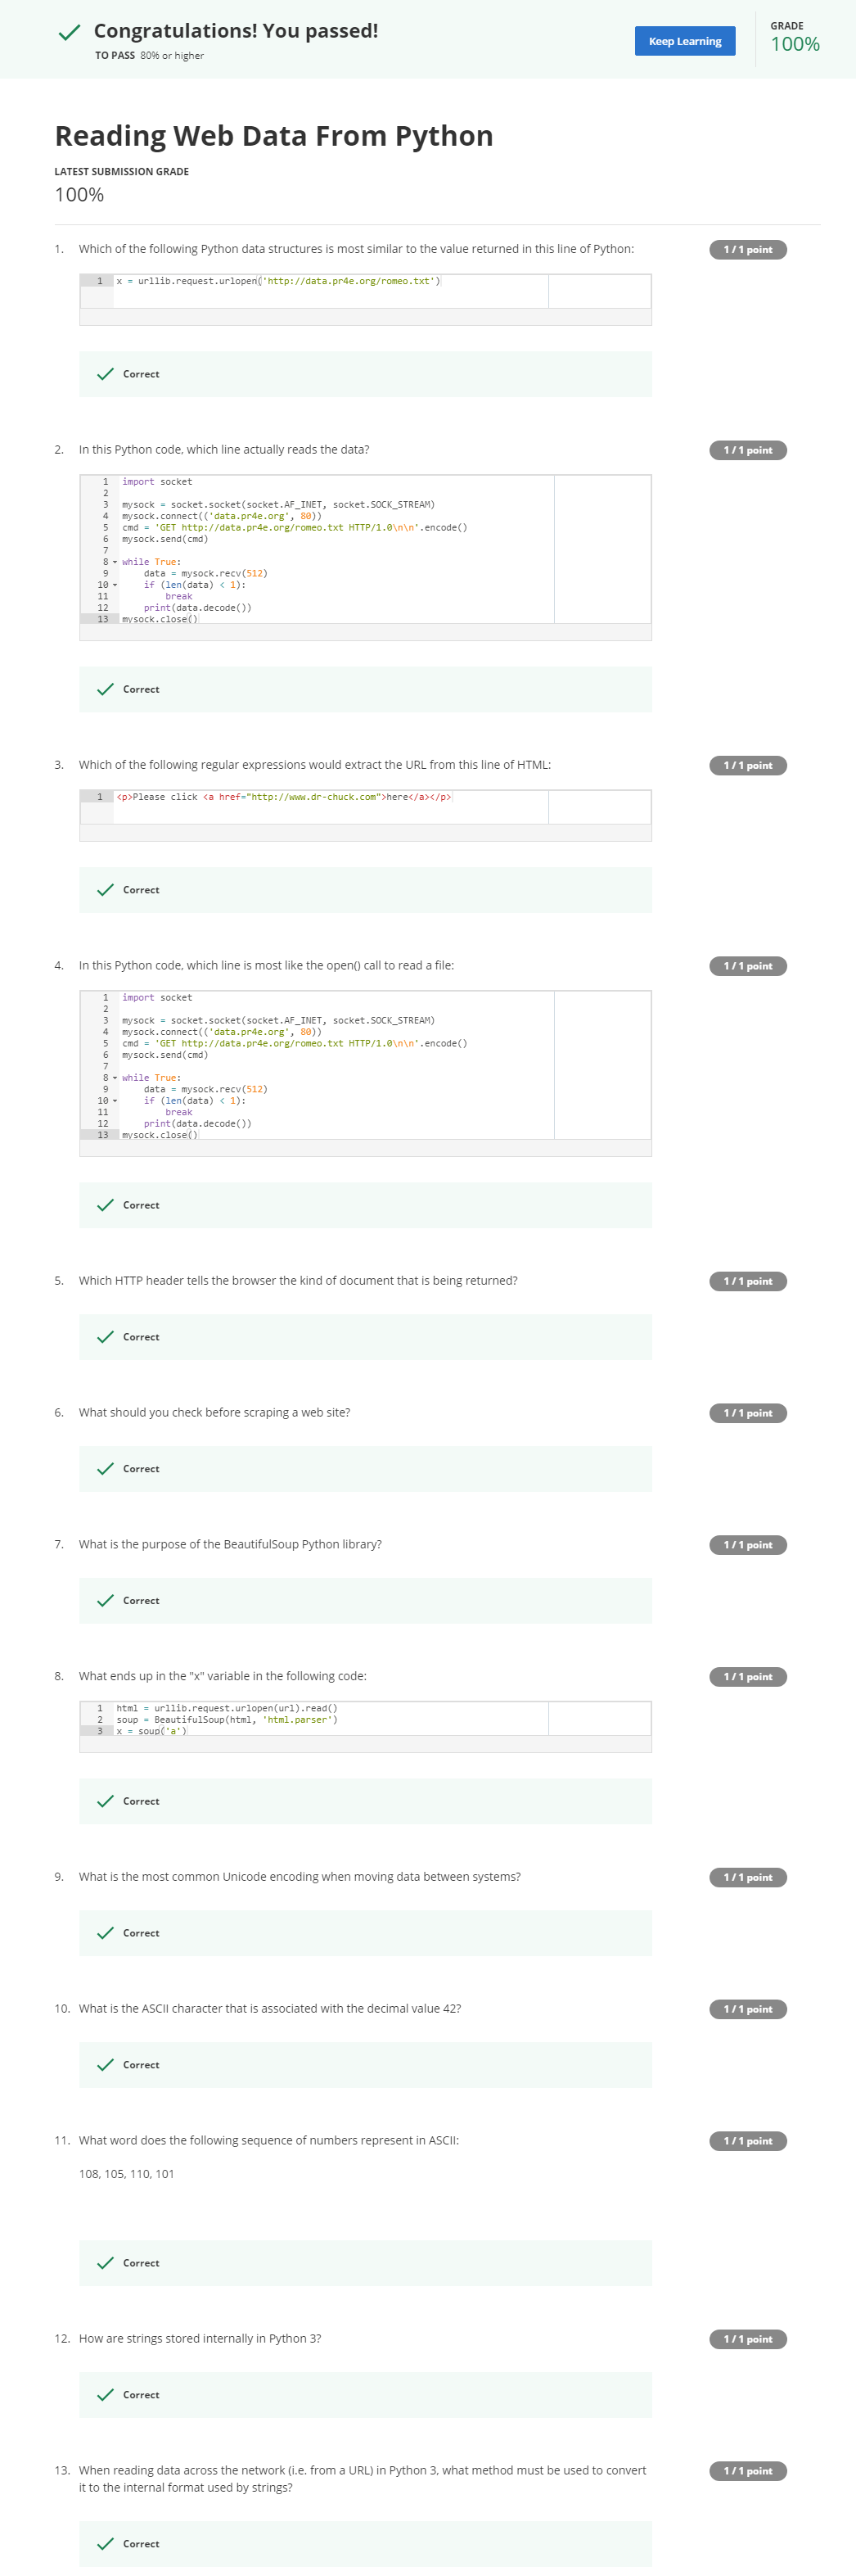 Congratulations! You passed!
TO PASS 80% or higher
Keep Learning
GRADE
100%
Reading Web Data From Python
LATEST SUBMISSION GRADE
100%
1. Which of the following Python data structures is most similar to the value returned in this line of Python:
1 / 1 point
1 x = urllib.request.urlopen('http://data.pr4e.org/romeo.txt')
Correct
2. In this Python code, which line actually reads the data?
1 / 1 point
1 import socket
2
3 mysock = socket.socket(socket.AF_INET, socket.SOCK_STREAM)
4 mysock.connect(('data.pr4e.org', 80))
5 cmd = 'GET http://data.pr4e.org/romeo.txt HTTP/1.0\n\n'.encode()
6 mysock.send(cmd)
7
8 while True:
9 data = mysock.recv(512)
10 if (len(data) < 1):
11 break
12 print(data.decode())
13 mysock.close()
Correct
3. Which of the following regular expressions would extract the URL from this line of HTML:
1 / 1 point
1 <p>Please click <a href="http://www.dr-chuck.com">here</a></p>
Correct
4. In this Python code, which line is most like the open() call to read a file:
1 / 1 point
1 import socket
2
3 mysock = socket.socket(socket.AF_INET, socket.SOCK_STREAM)
4 mysock.connect(('data.pr4e.org', 80))
5 cmd = 'GET http://data.pr4e.org/romeo.txt HTTP/1.0\n\n'.encode()
6 mysock.send(cmd)
7
8 while True:
9 data = mysock.recv(512)
10 if (len(data) < 1):
11 break
12 print(data.decode())
13 mysock.close()
Correct
5. Which HTTP header tells the browser the kind of document that is being returned?
1 / 1 point
Correct
6. What should you check before scraping a web site?
1 / 1 point
Correct
7. What is the purpose of the BeautifulSoup Python library?
1 / 1 point
Correct
8. What ends up in the "x" variable in the following code:
1 / 1 point
1 html = urllib.request.urlopen(url).read()
2 soup = BeautifulSoup(html, 'html.parser')
3 x = soup('a')
Correct
9. What is the most common Unicode encoding when moving data between systems?
1 / 1 point
Correct
10. What is the ASCII character that is associated with the decimal value 42?
1 / 1 point
Correct
11. What word does the following sequence of numbers represent in ASCII:
1 / 1 point
108, 105, 110, 101
Correct
12. How are strings stored internally in Python 3?
1 / 1 point
Correct
13. When reading data across the network (i.e. from a URL) in Python 3, what method must be used to convert
it to the internal format used by strings?
1 / 1 point
Correct